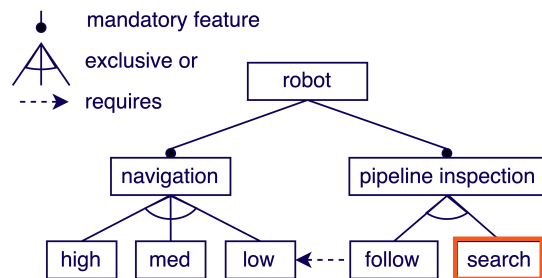 mandatory feature
exclusive or
requires
robot
navigation
pipeline inspection
high
med
low
follow
search